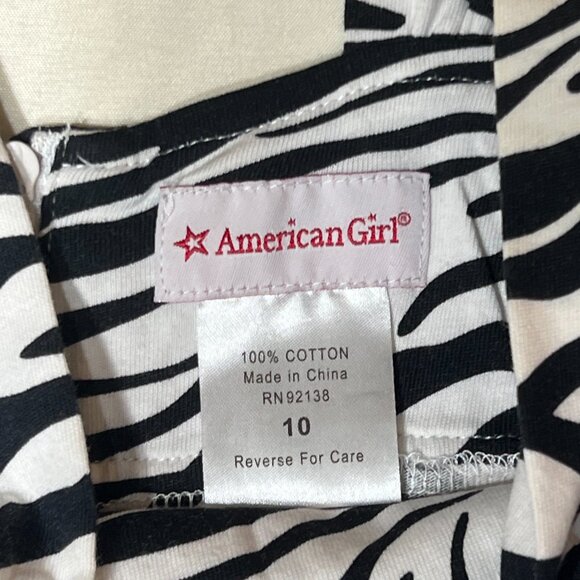 American Girl®
100% COTTON
Made in China
RN92138
10
Reverse For Care